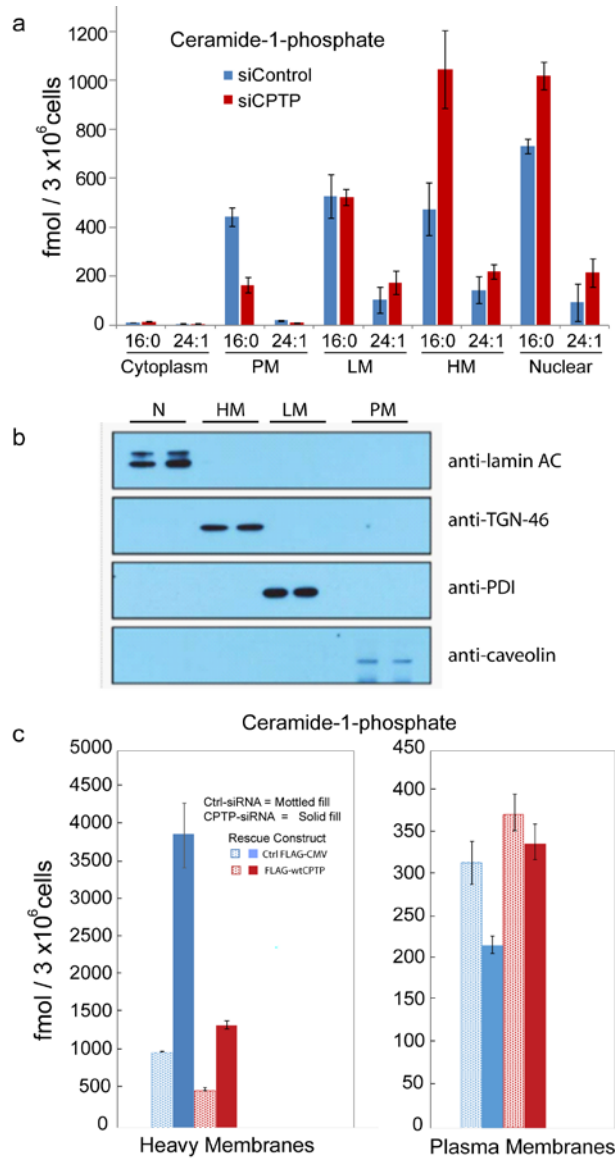 a
Ceramide-1-phosphate
siControl
siCPTP
fmol / 3 x10⁶cells
1200
1000
800
600
400
200
0
16:0 24:1 16:0 24:1 16:0 24:1 16:0 24:1 16:0 24:1
Cytoplasm PM LM HM Nuclear
b
N HM LM PM
anti-lamin AC
anti-TGN-46
anti-PDI
anti-caveolin
Ceramide-1-phosphate
c
fmol / 3 x10⁶cells
5000
4500
4000
3500
3000
2500
2000
1500
1000
500
0
Ctrl-siRNA = Mottled fill
CPTP-siRNA = Solid fill
Rescue Construct
Ctrl FLAG-CMV
FLAG-wtCPTP
Heavy Membranes
450
400
350
300
250
200
150
100
50
0
Plasma Membranes